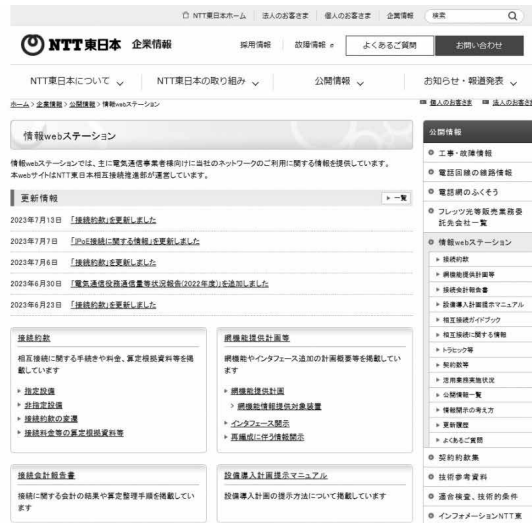 NTT東日本ホーム 法人のお客さま 個人のお客さま 企業情報 検索
NTT東日本 企業情報 採用情報 故障情報 よくあるご質問 お問い合わせ
NTT東日本について NTT東日本の取り組み 公開情報 お知らせ・報道発表
ホーム > 企業情報 > 公開情報 > 情報webステーション 個人のお客さま 法人のお客さま
情報webステーション
情報webステーションでは、主に電気通信事業者様向けに当社のネットワークのご利用に関する情報を提供しています。
本webサイトはNTT東日本相互接続推進部が運営しています。
更新情報 一覧
2023年7月13日 「接続約款」を更新しました
2023年7月7日 「IPoE接続に関する情報」を更新しました
2023年7月6日 「接続約款」を更新しました
2023年6月30日 「電気通信役務通信量等状況報告(2022年度)」を追加しました
2023年6月23日 「接続約款」を更新しました
接続約款
相互接続に関する手続きや料金、算定根拠資料等を掲
載しています
指定設備
非指定設備
接続約款の変遷
接続料金等の算定根拠資料等
網機能提供計画等
網機能やインタフェース追加の計画概要等を掲載してい
ます
網機能提供計画
> 網機能情報提供対象装置
インタフェース開示
再編成に伴う情報開示
接続会計報告書
接続に関する会計の結果や算定整理手順を掲載してい
ます
設備導入計画提示マニュアル
設備導入計画の提示方法について掲載しています
公開情報
工事・故障情報
電話回線の線路情報
電話網のふくそう
フレッツ光等販売業務委
託先会社一覧
情報webステーション
接続約款
網機能提供計画等
接続会計報告書
設備導入計画提示マニュアル
相互接続ガイドブック
相互接続に関する情報
トラヒック等
契約数等
活用業務実施状況
公開情報一覧
情報開示の考え方
更新履歴
よくあるご質問
契約約款集
技術参考資料
適合検査、技術的条件
インフォメーションNTT東